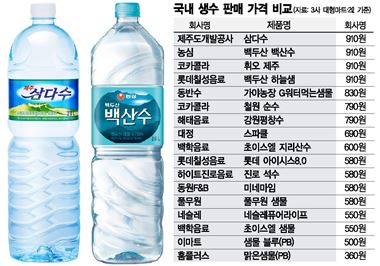 국내 생수 판매 가격 비교(자료: 3사 대형마트·2ℓ 기준)
회사명 제품명 회사명
제주도개발공사 삼다수 910원
농심 백두산 백산수 910원
코카콜라 휘오 제주 910원
롯데칠성음료 백두산 하늘샘 910원
동반수 가야농장 G워터먹는샘물 830원
코카콜라 철원 순수 790원
해태음료 강원평창수 790원
대정 스파클 690원
백학음료 초이스엘 지리산수 600원
롯데칠성음료 롯데 아이시스8.0 580원
하이트진로음료 진로 석수 580원
동원F&B 미네마임 580원
풀무원 풀무원 샘물 580원
네슬레 네슬레퓨어라이프 550원
백학음료 초이스엘 샘물 550원
이마트 샘물 블루(PB) 500원
홈플러스 맑은샘물(PB) 360원
제주
삼다수
농심
백두산
백산수